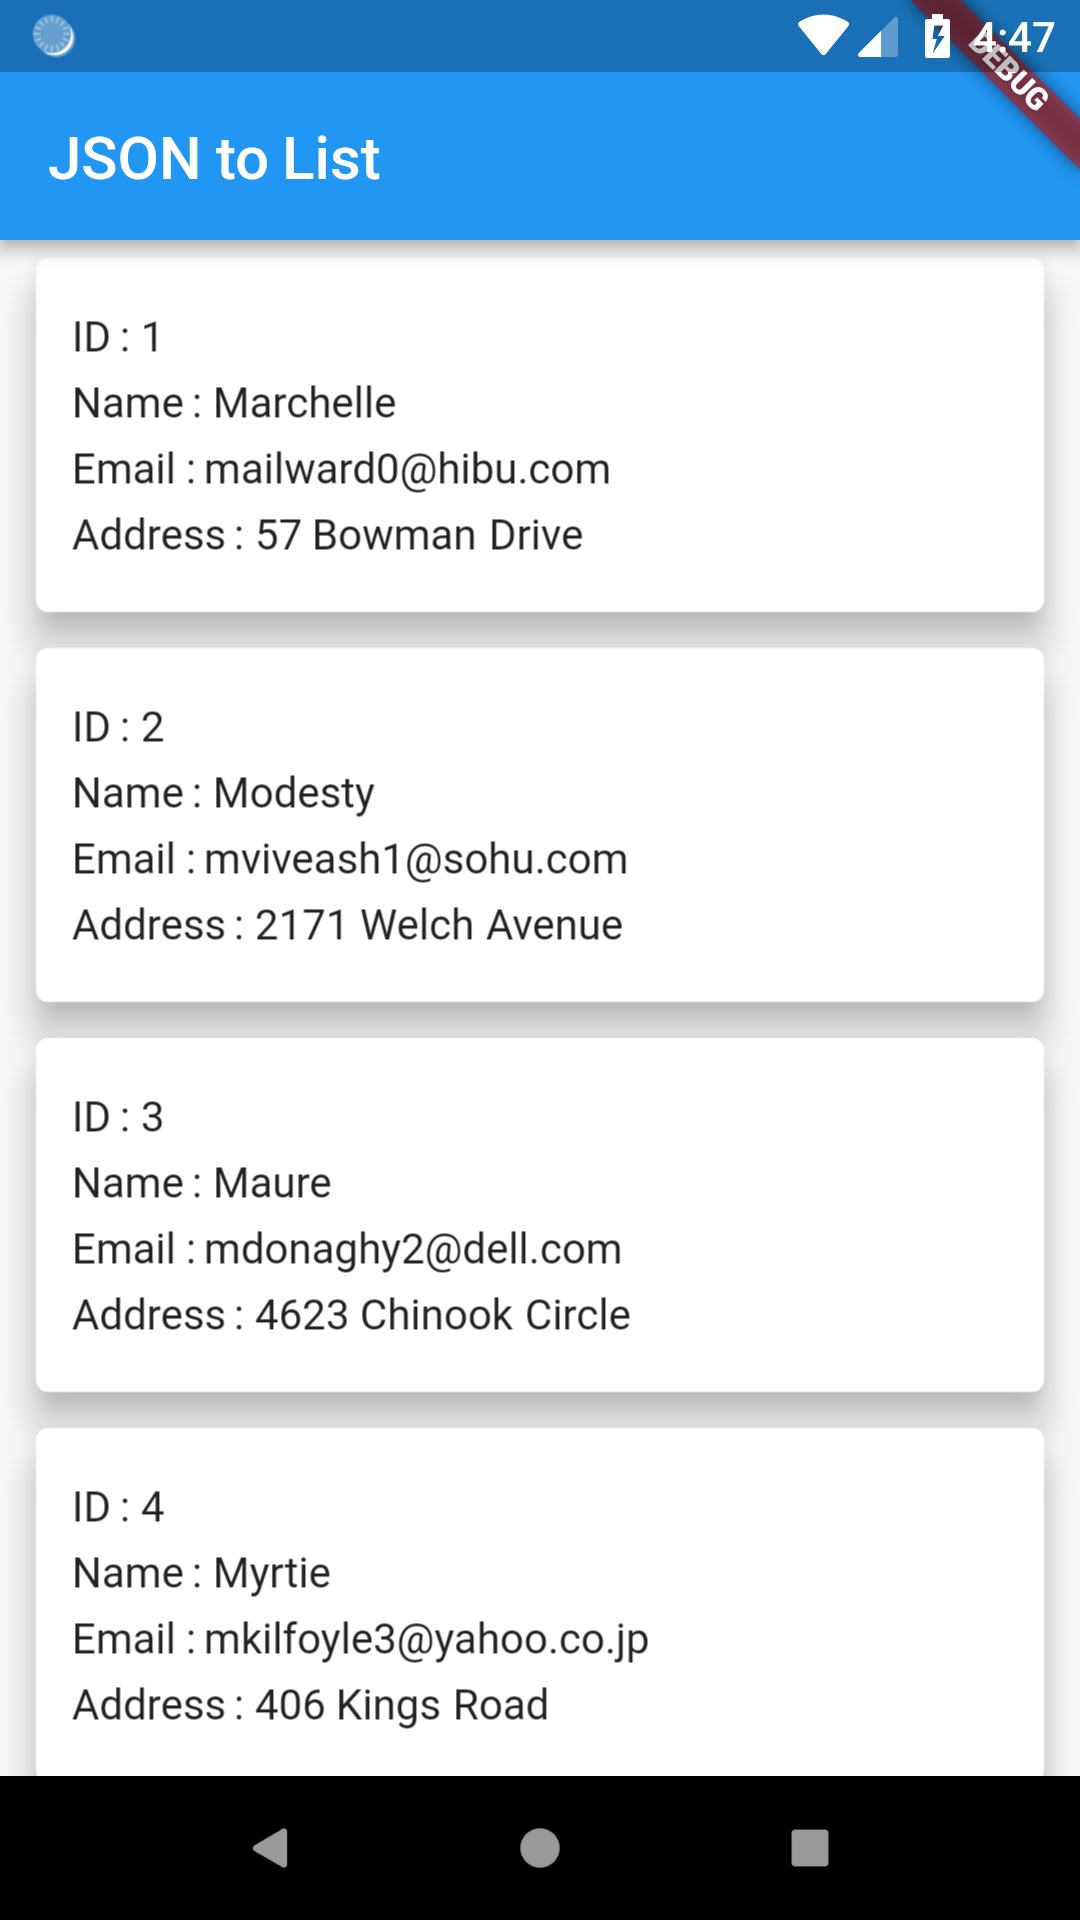 4:47
DEBUG
JSON to List
ID : 1
Name : Marchelle
Email : mailward0@hibu.com
Address : 57 Bowman Drive
ID : 2
Name : Modesty
Email : mviveash1@sohu.com
Address : 2171 Welch Avenue
ID : 3
Name : Maure
Email : mdonaghy2@dell.com
Address : 4623 Chinook Circle
ID : 4
Name : Myrtie
Email : mkilfoyle3@yahoo.co.jp
Address : 406 Kings Road